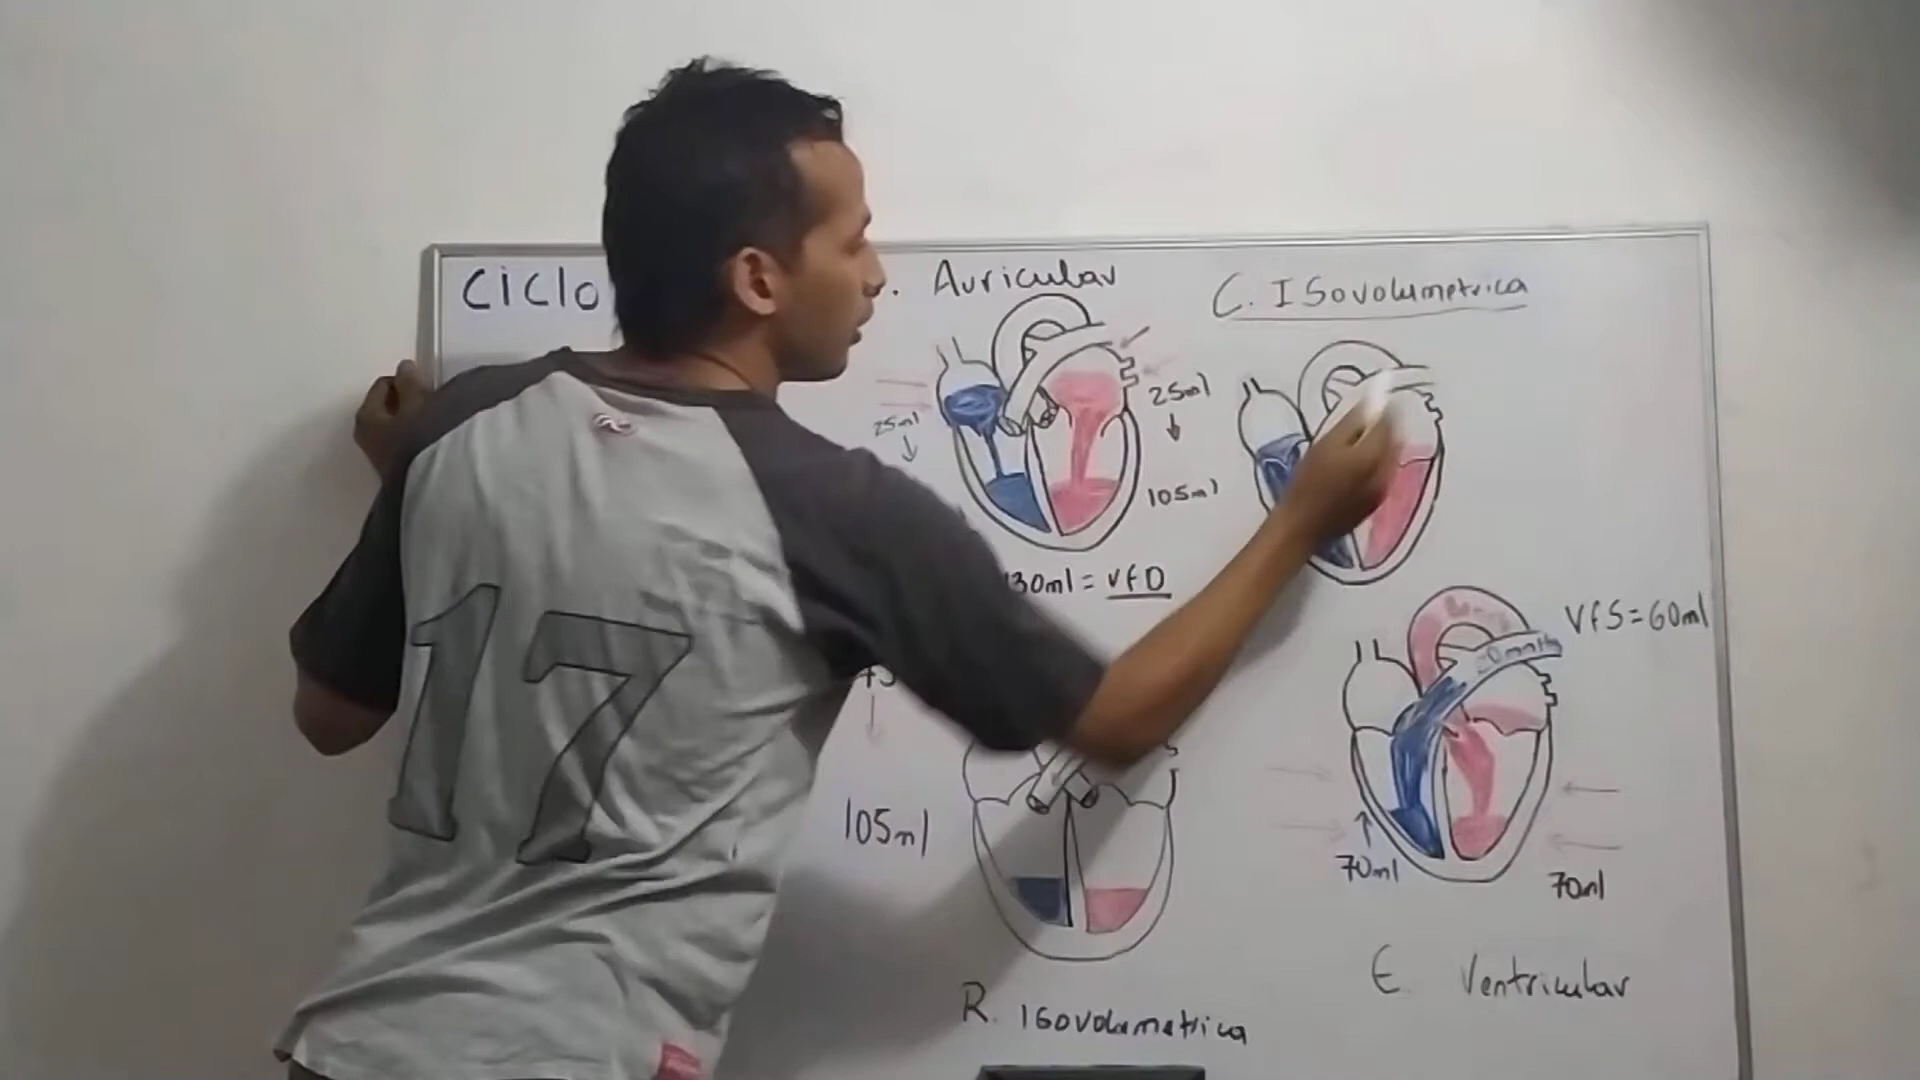 Ciclo
. Auricular
C. ISovolumetrica
25ml
25ml
105ml
130ml = VFD
VFS=60ml
17
105ml
70ml
70ml
E. Ventricular
R. ISovolumetrica